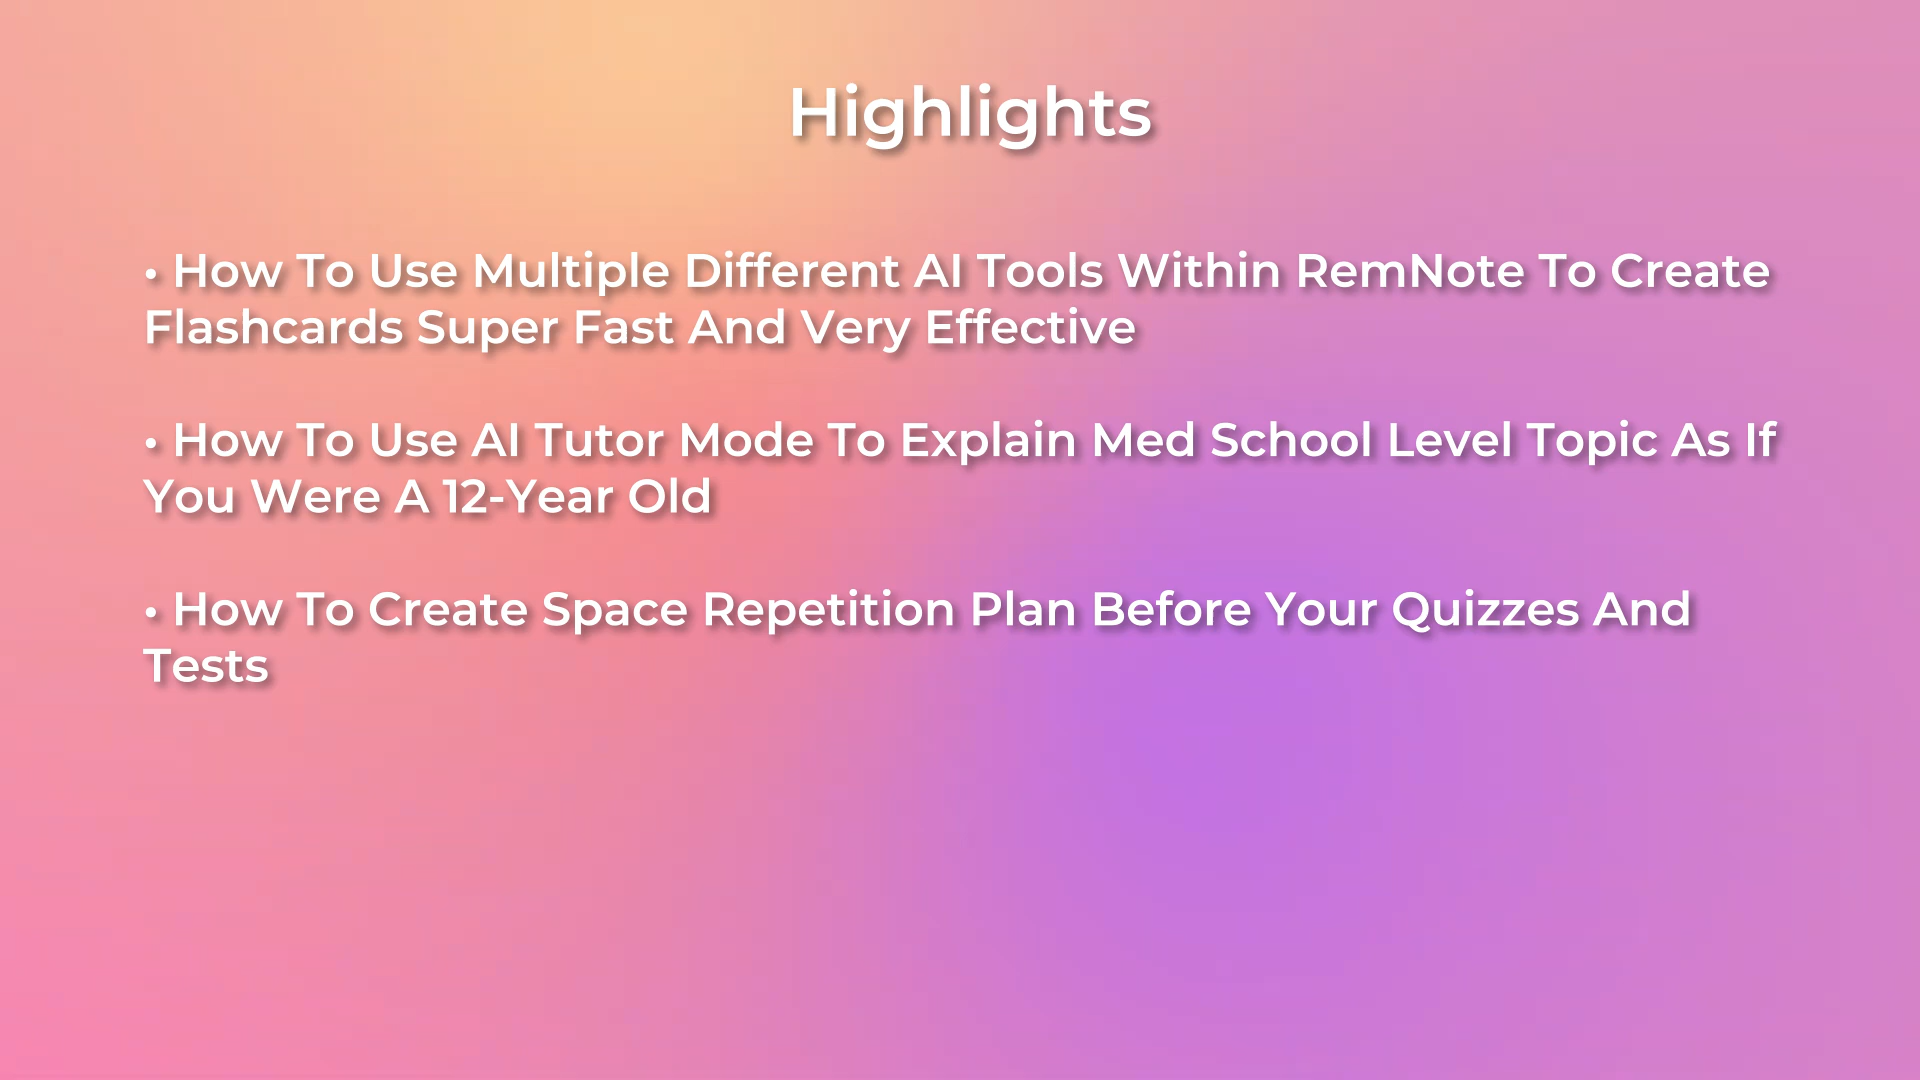 Highlights
• How To Use Multiple Different AI Tools Within RemNote To Create
Flashcards Super Fast And Very Effective
• How To Use AI Tutor Mode To Explain Med School Level Topic As If
You Were A 12-Year Old
• How To Create Space Repetition Plan Before Your Quizzes And
Tests